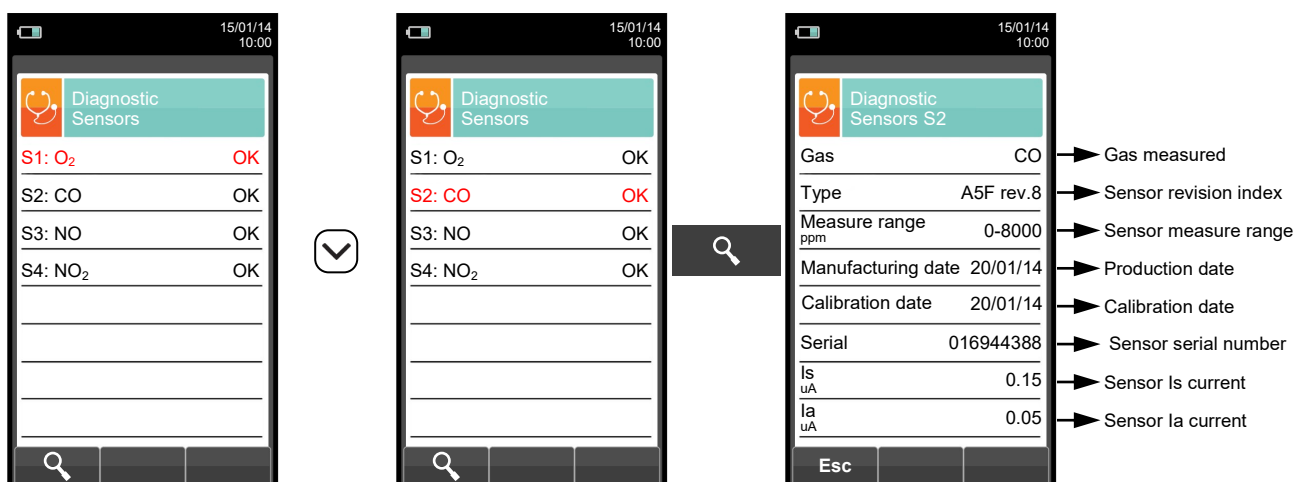 15/01/14
10:00
Diagnostic
Sensors
S1: O₂ OK
S2: CO OK
S3: NO OK
S4: NO₂ OK
15/01/14
10:00
Diagnostic
Sensors
S1: O₂ OK
S2: CO OK
S3: NO OK
S4: NO₂ OK
15/01/14
10:00
Diagnostic
Sensors S2
Gas CO Gas measured
Type A5F rev.8 Sensor revision index
Measure range
ppm 0-8000 Sensor measure range
Manufacturing date 20/01/14 Production date
Calibration date 20/01/14 Calibration date
Serial 016944388 Sensor serial number
Is
uA 0.15 Sensor Is current
Ia
uA 0.05 Sensor Ia current
Esc